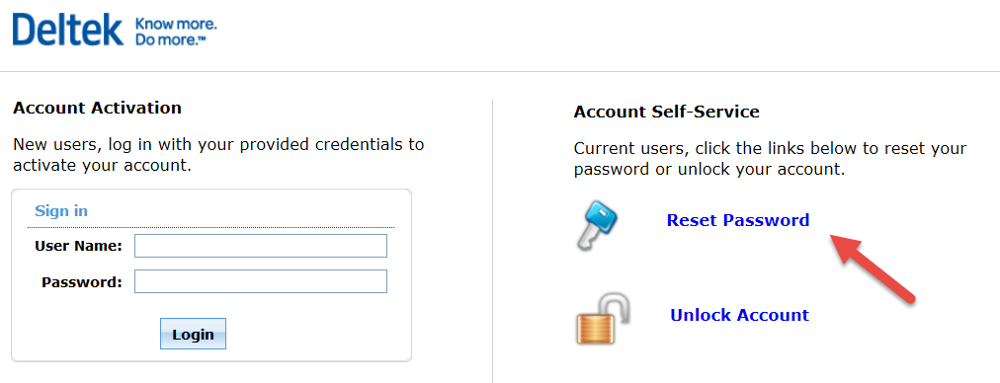 Deltek Know more.
Do more.™
Account Activation
New users, log in with your provided credentials to
activate your account.
Sign in
User Name:
Password:
Login
Account Self-Service
Current users, click the links below to reset your
password or unlock your account.
Reset Password
Unlock Account